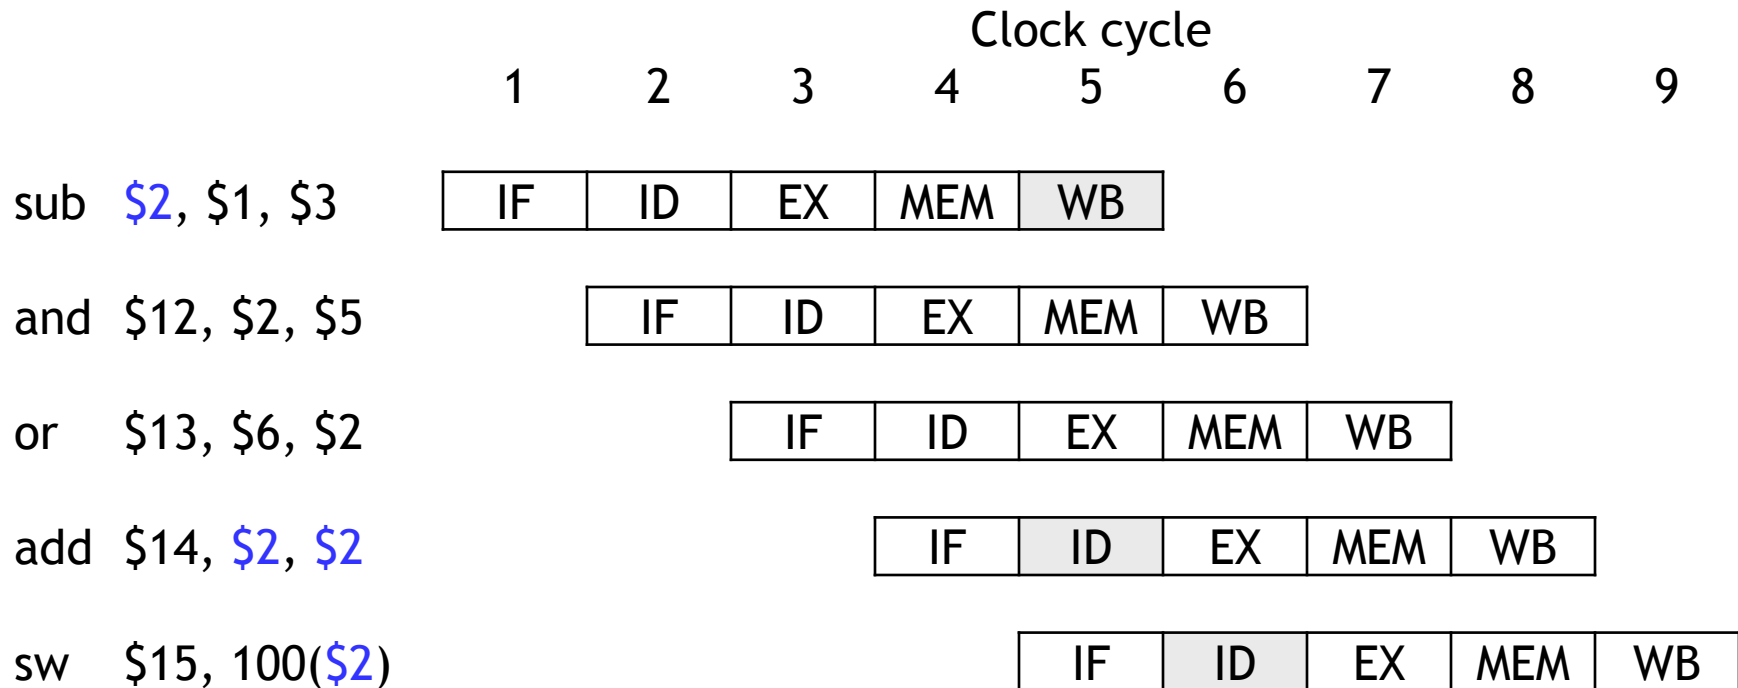 Clock cycle
1 2 3 4 5 6 7 8 9
sub $2, $1, $3 IF ID EX MEM WB
and $12, $2, $5 IF ID EX MEM WB
or $13, $6, $2 IF ID EX MEM WB
add $14, $2, $2 IF ID EX MEM WB
sw $15, 100($2) IF ID EX MEM WB